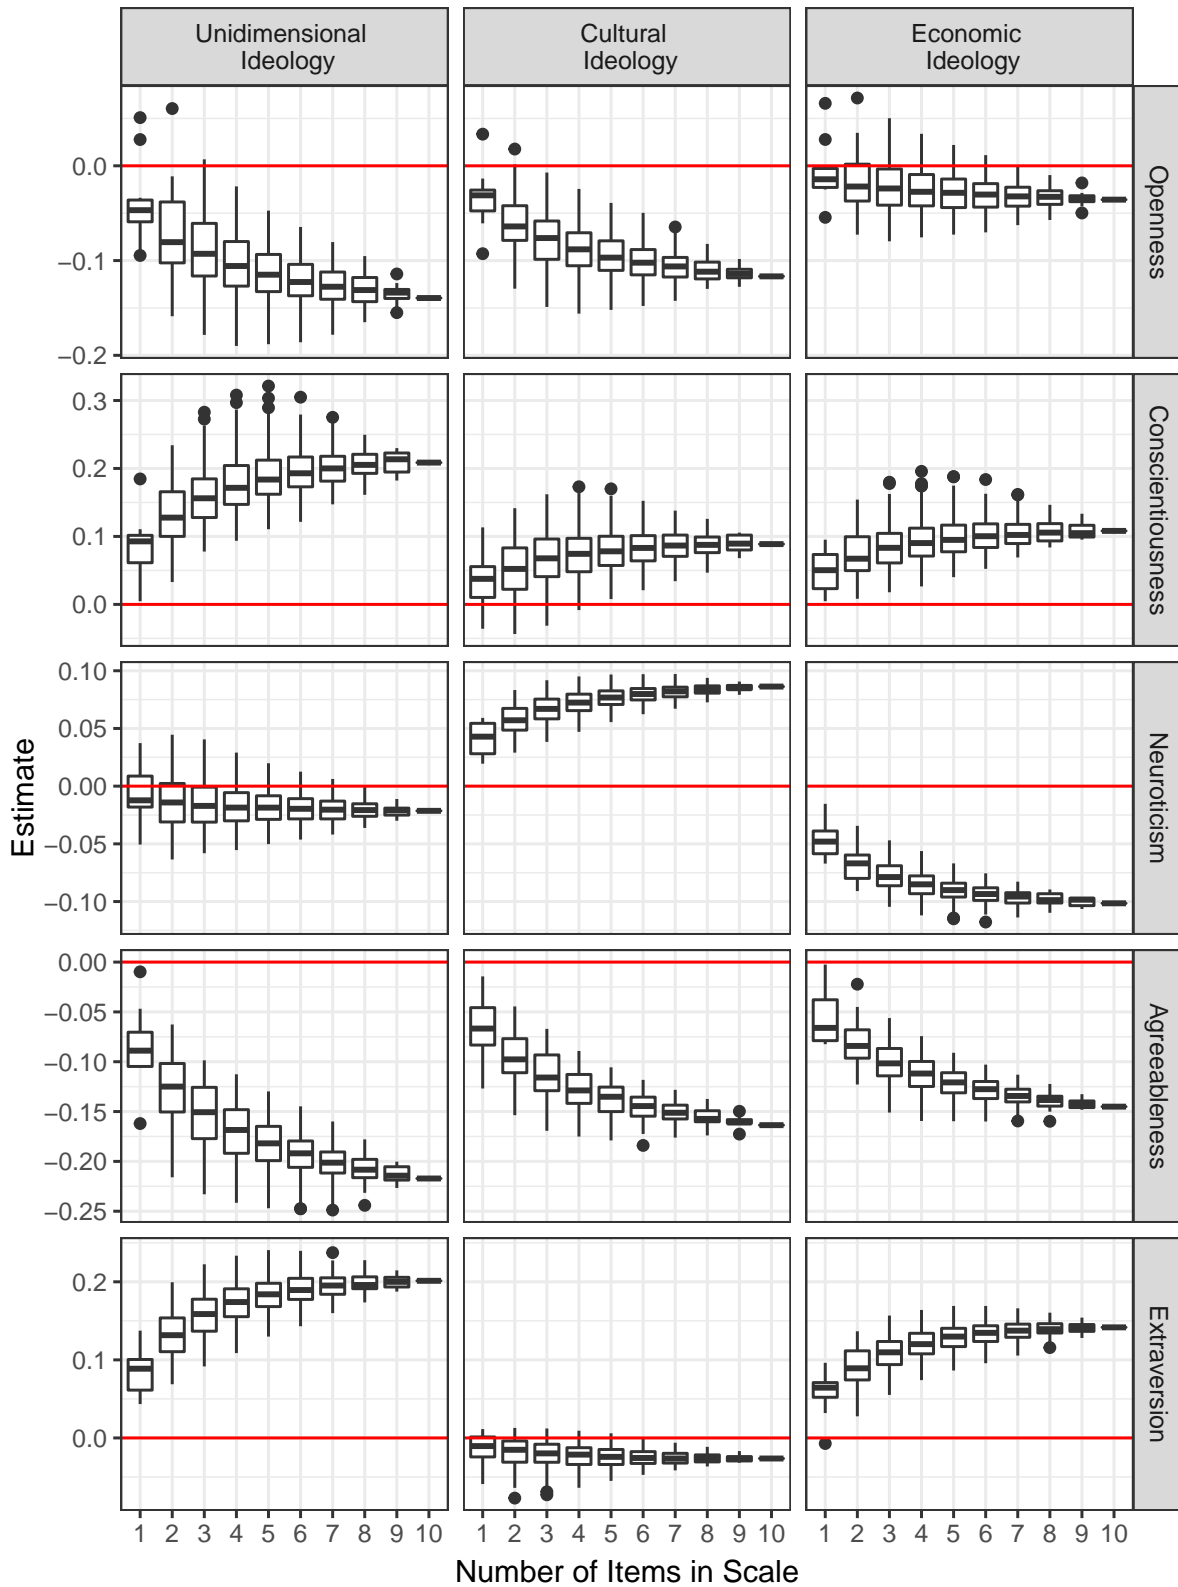 Unidimensional Ideology
Cultural Ideology
Economic Ideology
0.0
−0.1
−0.2
Openness
0.3
0.2
0.1
0.0
Conscientiousness
0.10
0.05
0.00
−0.05
−0.10
Neuroticism
Estimate
0.00
−0.05
−0.10
−0.15
−0.20
−0.25
Agreeableness
0.2
0.1
0.0
Extraversion
1 2 3 4 5 6 7 8 9 10
1 2 3 4 5 6 7 8 9 10
1 2 3 4 5 6 7 8 9 10
Number of Items in Scale